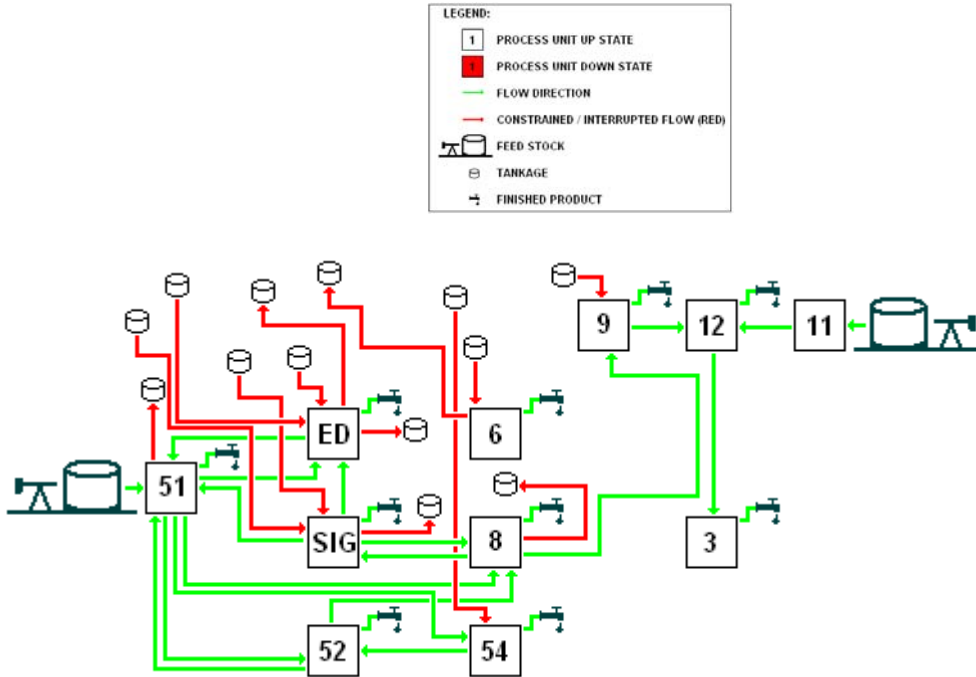 LEGEND:
1 PROCESS UNIT UP STATE
1 PROCESS UNIT DOWN STATE
FLOW DIRECTION
CONSTRAINED / INTERRUPTED FLOW (RED)
FEED STOCK
TANKAGE
FINISHED PRODUCT
9 12 11
ED 6
51
SIG 8 3
52 54